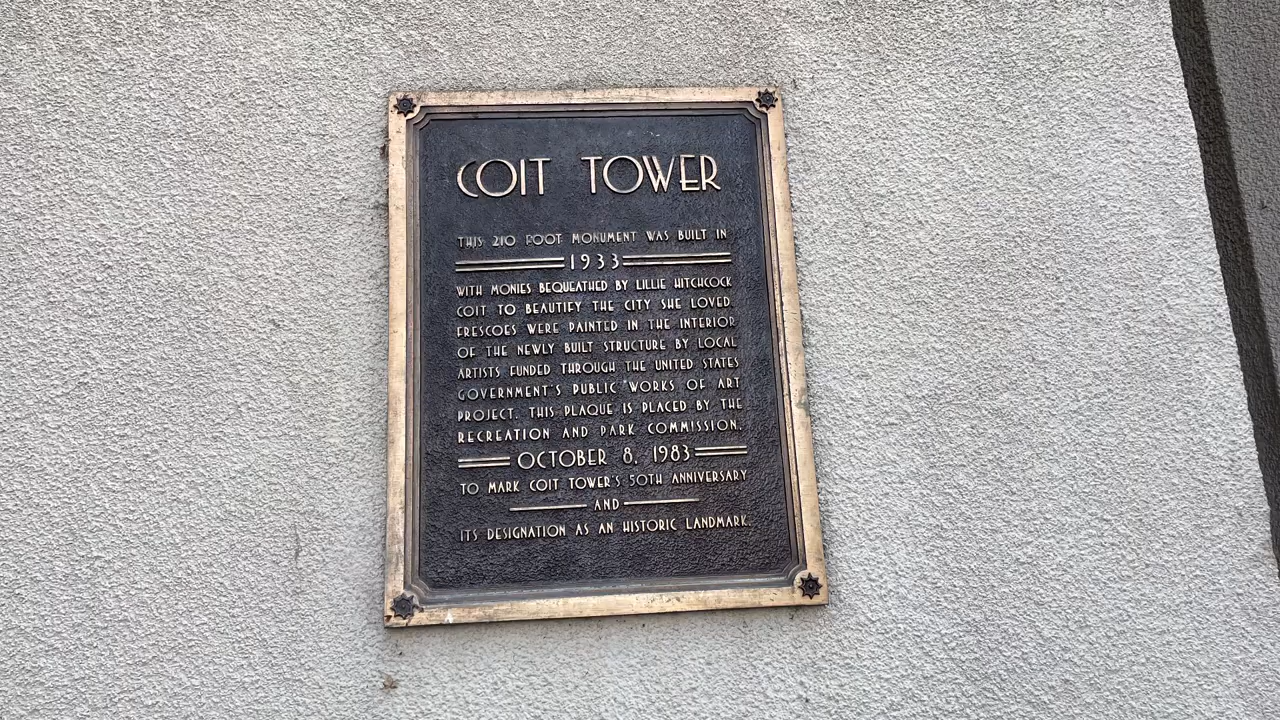 COIT TOWER
THIS 210 FOOT MONUMENT WAS BUILT IN
1933
WITH MONIES BEQUEATHED BY LILLIE HITCHCOCK
COIT TO BEAUTIFY THE CITY SHE LOVED.
FRESCOES WERE PAINTED IN THE INTERIOR
OF THE NEWLY BUILT STRUCTURE BY LOCAL
ARTISTS FUNDED THROUGH THE UNITED STATES
GOVERNMENT'S PUBLIC WORKS OF ART
PROJECT. THIS PLAQUE IS PLACED BY THE
RECREATION AND PARK COMMISSION.
OCTOBER 8, 1983
TO MARK COIT TOWER'S 50TH ANNIVERSARY
AND
ITS DESIGNATION AS AN HISTORIC LANDMARK.